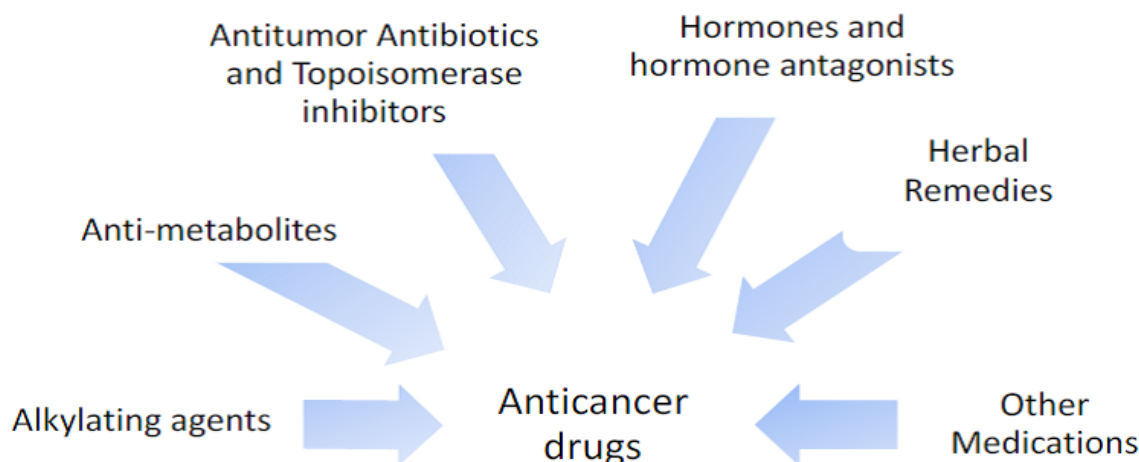 Antitumor Antibiotics
and Topoisomerase
inhibitors
Hormones and
hormone antagonists
Herbal
Remedies
Anti-metabolites
Alkylating agents
Anticancer
drugs
Other
Medications